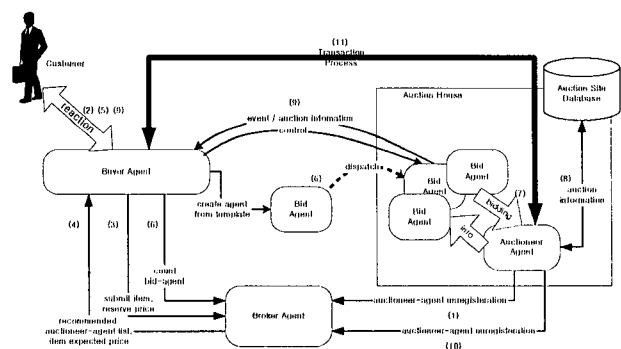 (11)
Transaction
Process
Customer
reaction
(2) (5) (9)
Auction House
Auction Site
Database
(9)
event / auction infomation
control
Buyer Agent
(6)
dispatch
Bid
Agent
Bid
Agent
Bid
Agent
Bid
Agent
create agent
from template
(7)
bidding
info
(8)
auction
information
Auctioneer
Agent
(4)
(3)
(6)
count
bid-agent
submit item,
reserve price
recommended
auctioneer-agent list,
item expected price
Broker Agent
auctioneer-agent unregistration
(1)
auctioneer-agent unregistration
(10)